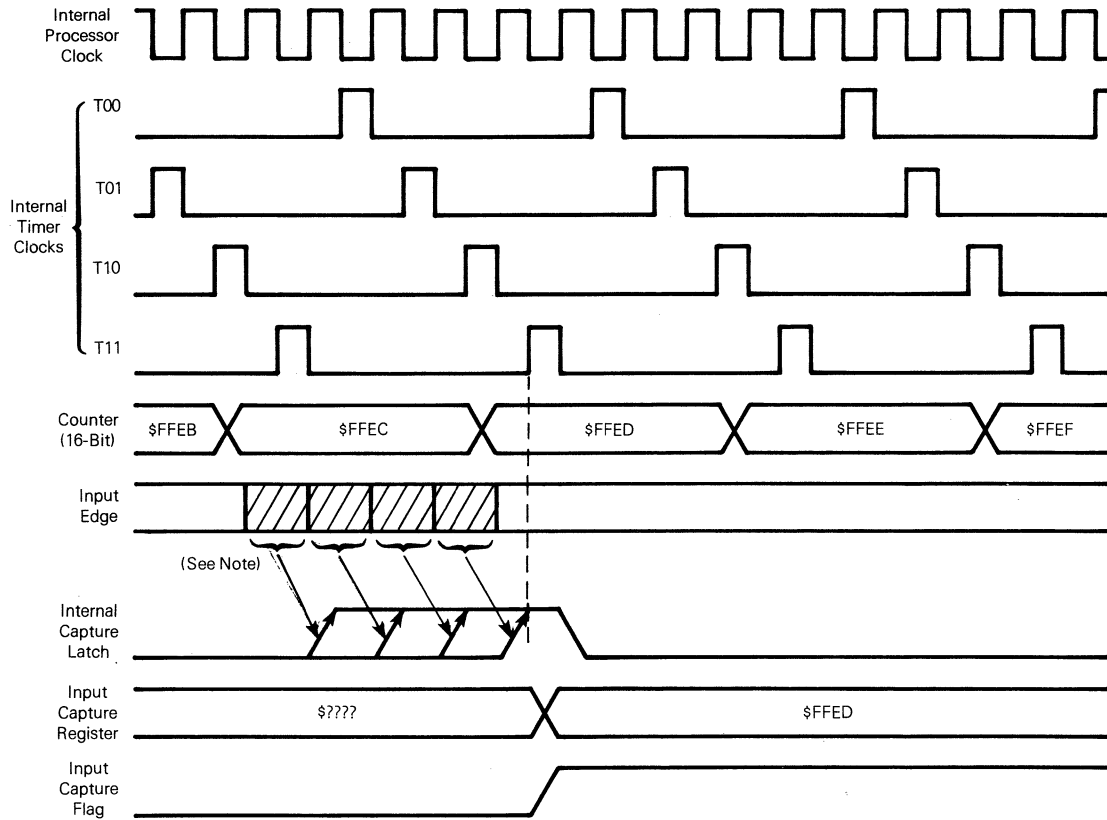 Internal
Processor
Clock
T00
T01
Internal
Timer
Clocks
T10
T11
Counter
(16-Bit)
$FFEB
$FFEC
$FFED
$FFEE
$FFEF
Input
Edge
(See Note)
Internal
Capture
Latch
Input
Capture
Register
$????
$FFED
Input
Capture
Flag